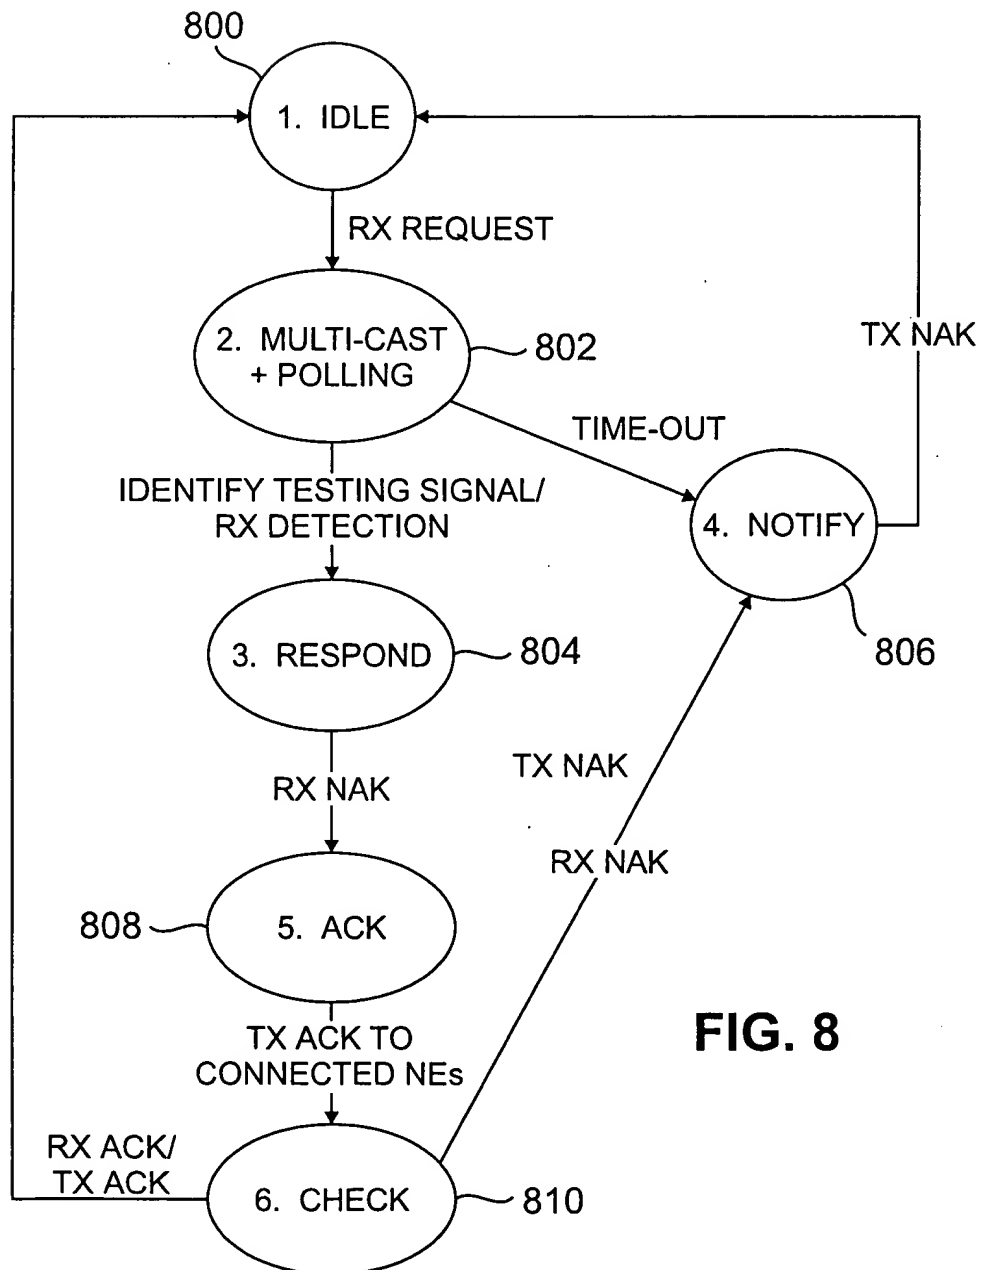 800
1. IDLE
RX REQUEST
2. MULTI-CAST
+ POLLING
802
TX NAK
TIME-OUT
IDENTIFY TESTING SIGNAL/
RX DETECTION
4. NOTIFY
806
3. RESPOND
804
TX NAK
RX NAK
RX NAK
808
5. ACK
TX ACK TO
CONNECTED NEs
FIG. 8
RX ACK/
TX ACK
6. CHECK
810